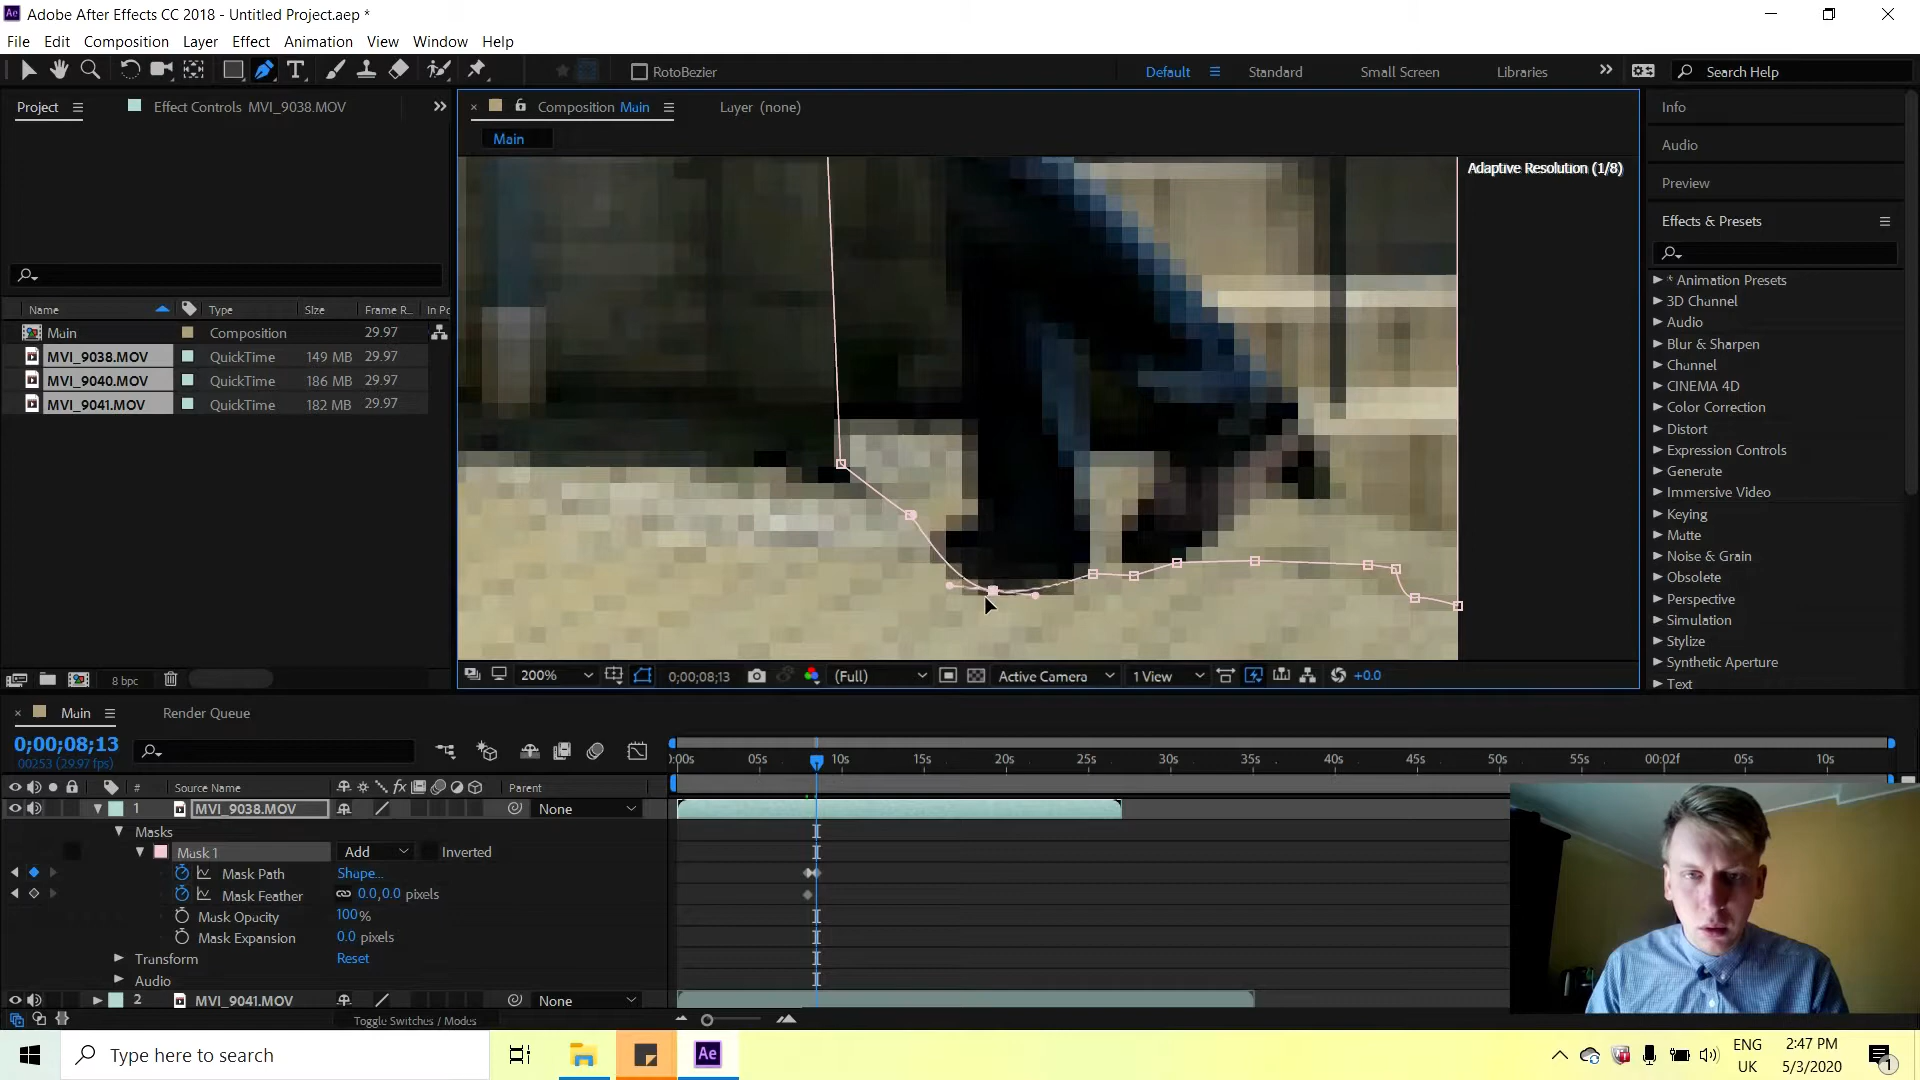 Adobe After Effects CC 2018 - Untitled Project.aep *
File Edit Composition Layer Effect Animation View Window Help
RotoBezier
Default Standard Small Screen Libraries Search Help
Project Effect Controls MVI_9038.MOV
Composition Main Layer (none)
Main
Adaptive Resolution (1/8)
Name Type Size Frame R... In Po
Main Composition 29.97
MVI_9038.MOV QuickTime 149 MB 29.97
MVI_9040.MOV QuickTime 186 MB 29.97
MVI_9041.MOV QuickTime 182 MB 29.97
8 bpc
200% 0;00;08;13 (Full) Active Camera 1 View +0.0
Info
Audio
Preview
Effects & Presets
* Animation Presets
3D Channel
Audio
Blur & Sharpen
Channel
CINEMA 4D
Color Correction
Distort
Expression Controls
Generate
Immersive Video
Keying
Matte
Noise & Grain
Obsolete
Perspective
Simulation
Stylize
Synthetic Aperture
Text
Main Render Queue
0;00;08;13
00253 (29.97 fps)
0:00s 05s 10s 15s 20s 25s 30s 35s 40s 45s 50s 55s 00:02f 05s 10s
# Source Name Parent
1 MVI_9038.MOV None
Masks
Mask 1 Add Inverted
Mask Path Shape...
Mask Feather 0.0,0.0 pixels
Mask Opacity 100%
Mask Expansion 0.0 pixels
Transform Reset
Audio
2 MVI_9041.MOV None
Toggle Switches / Modes
Type here to search
Ae
ENG
UK
2:47 PM
5/3/2020
1